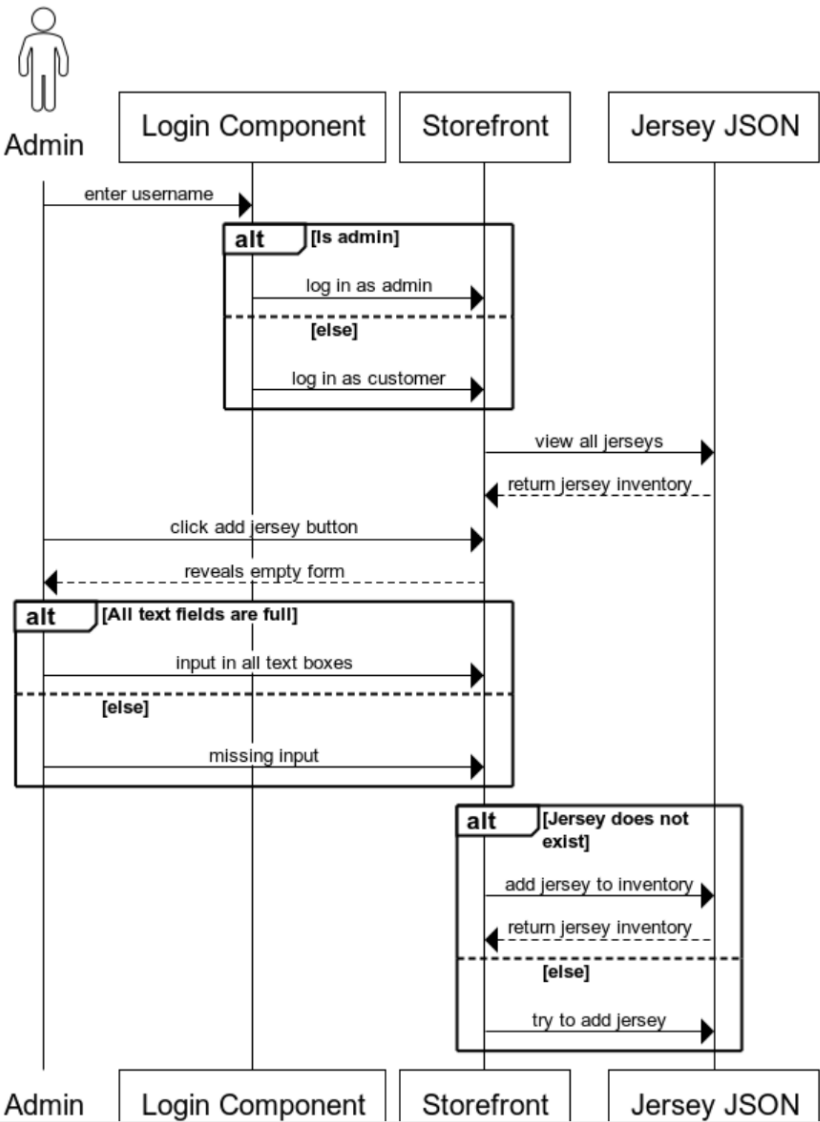 Admin
Login Component
Storefront
Jersey JSON
enter username
alt
[Is admin]
log in as admin
[else]
log in as customer
view all jerseys
return jersey inventory
click add jersey button
reveals empty form
alt
[All text fields are full]
input in all text boxes
[else]
missing input
alt
[Jersey does not
exist]
add jersey to inventory
return jersey inventory
[else]
try to add jersey
Admin
Login Component
Storefront
Jersey JSON